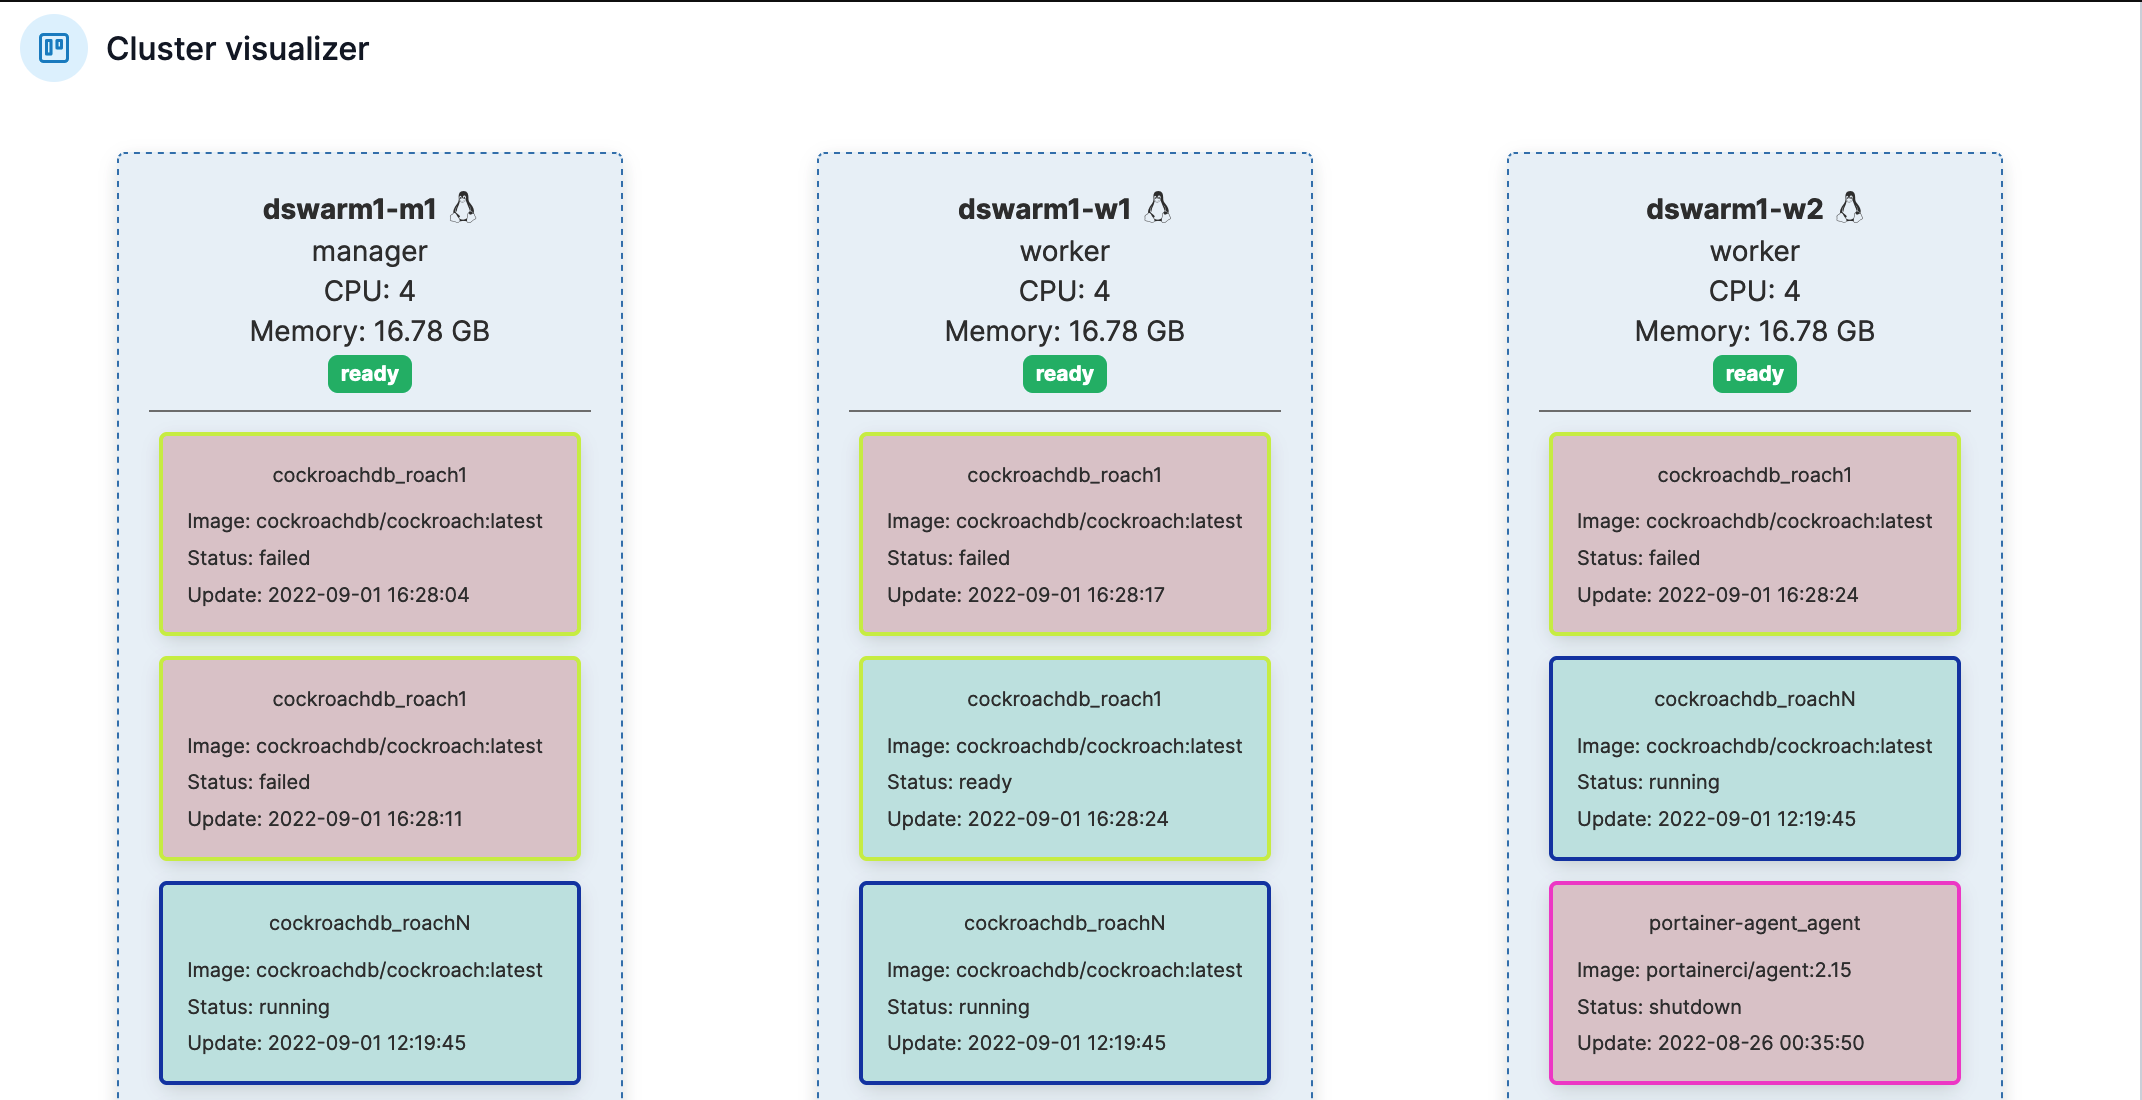 Cluster visualizer
dswarm1-m1
manager
CPU: 4
Memory: 16.78 GB
ready
cockroachdb_roach1
Image: cockroachdb/cockroach:latest
Status: failed
Update: 2022-09-01 16:28:04
cockroachdb_roach1
Image: cockroachdb/cockroach:latest
Status: failed
Update: 2022-09-01 16:28:11
cockroachdb_roachN
Image: cockroachdb/cockroach:latest
Status: running
Update: 2022-09-01 12:19:45
dswarm1-w1
worker
CPU: 4
Memory: 16.78 GB
ready
cockroachdb_roach1
Image: cockroachdb/cockroach:latest
Status: failed
Update: 2022-09-01 16:28:17
cockroachdb_roach1
Image: cockroachdb/cockroach:latest
Status: ready
Update: 2022-09-01 16:28:24
cockroachdb_roachN
Image: cockroachdb/cockroach:latest
Status: running
Update: 2022-09-01 12:19:45
dswarm1-w2
worker
CPU: 4
Memory: 16.78 GB
ready
cockroachdb_roach1
Image: cockroachdb/cockroach:latest
Status: failed
Update: 2022-09-01 16:28:24
cockroachdb_roachN
Image: cockroachdb/cockroach:latest
Status: running
Update: 2022-09-01 12:19:45
portainer-agent_agent
Image: portainerci/agent:2.15
Status: shutdown
Update: 2022-08-26 00:35:50